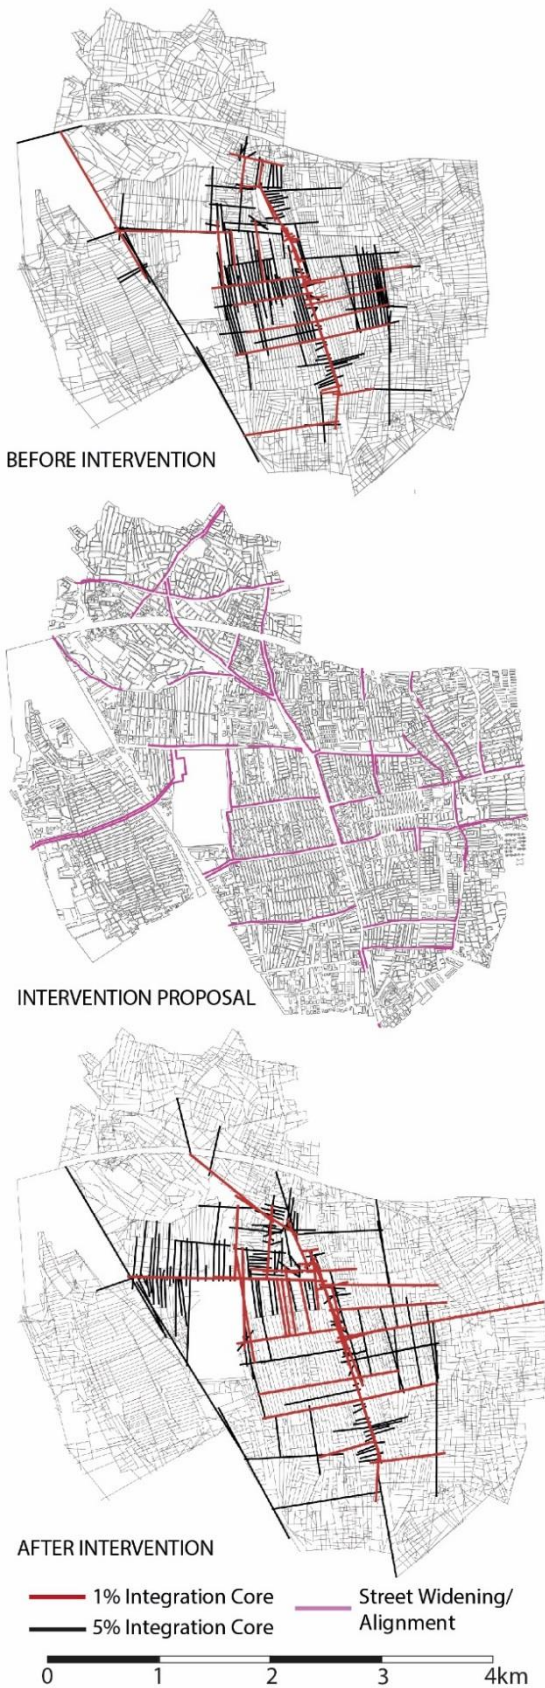 BEFORE INTERVENTION
INTERVENTION PROPOSAL
AFTER INTERVENTION
1% Integration Core
Street Widening/
Alignment
5% Integration Core
0 1 2 3 4km